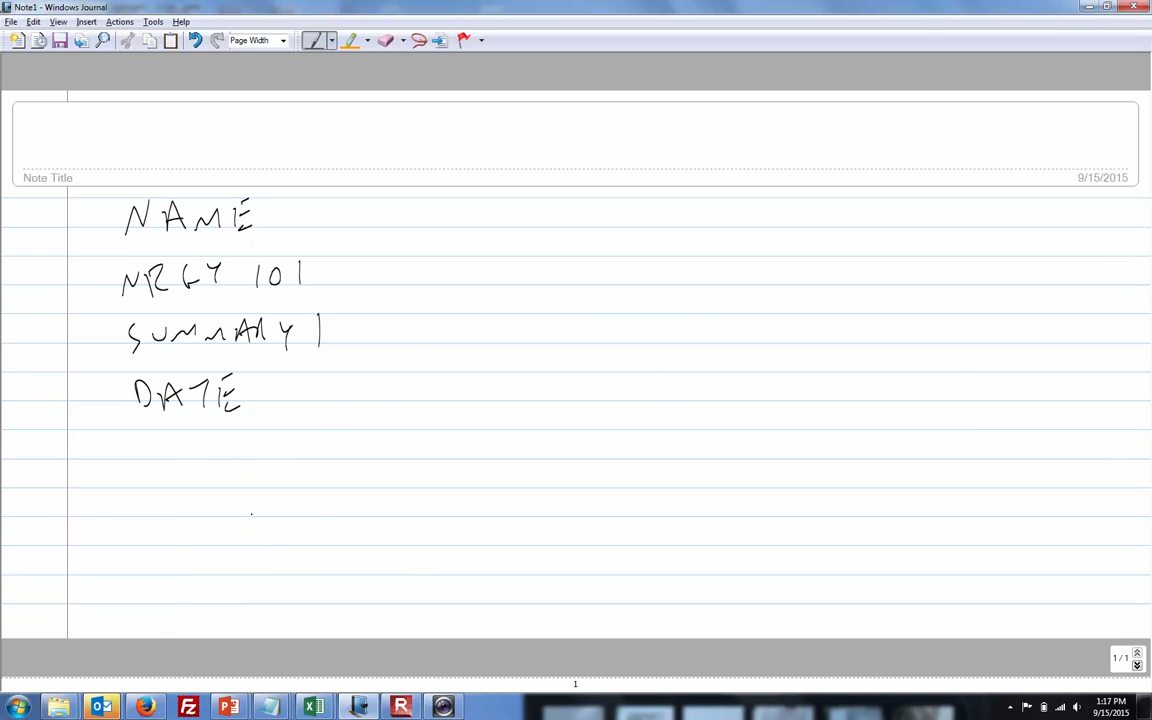 Note1 - Windows Journal
File Edit View Insert Actions Tools Help
Page Width
Note Title
9/15/2015
NAME
NRGY 101
SUMMARY 1
DATE
1 / 1
1
1:17 PM
9/15/2015